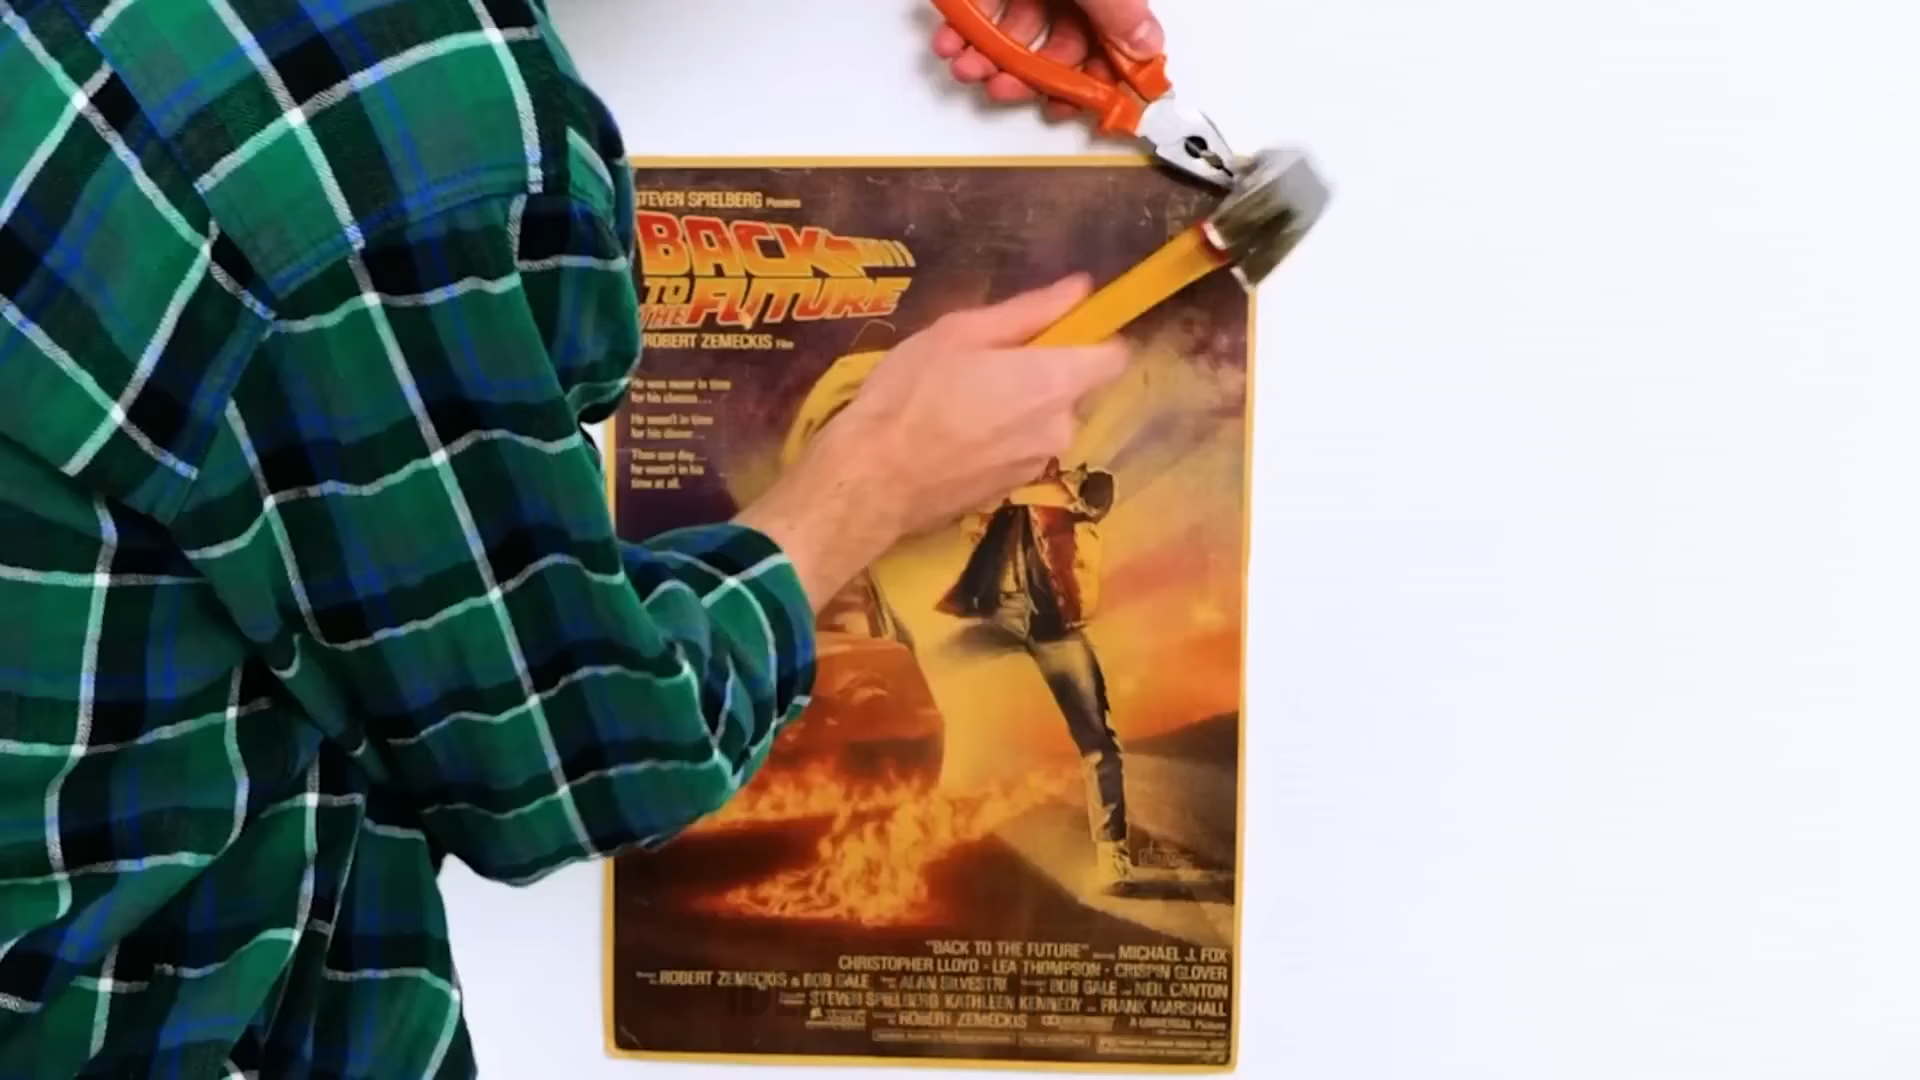 STEVEN SPIELBERG Presents
BACK
TO THE FUTURE
ROBERT ZEMECKIS Film
He was never in time
for his classes...
He wasn't in time
for his dinner...
Then one day...
he wasn't in his
time at all.
"BACK TO THE FUTURE" MICHAEL J. FOX
CHRISTOPHER LLOYD · LEA THOMPSON · CRISPIN GLOVER
ROBERT ZEMECKIS & BOB GALE ALAN SILVESTRI BOB GALE NEIL CANTON
STEVEN SPIELBERG KATHLEEN KENNEDY FRANK MARSHALL
ROBERT ZEMECKIS A UNIVERSAL Picture